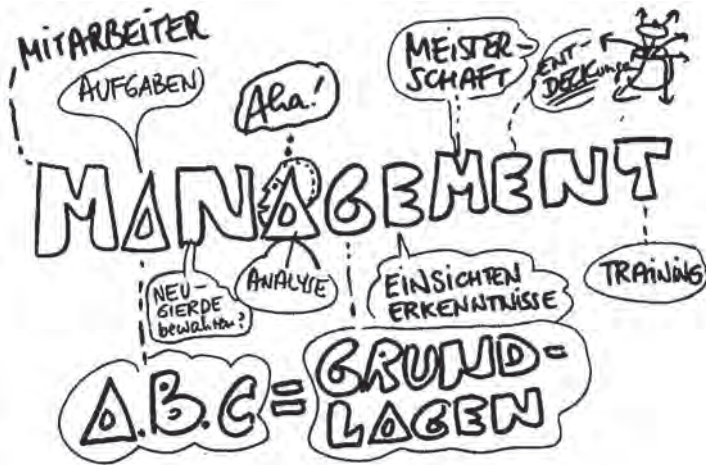 MITARBEITER
AUFGABEN
Aha!
MEISTER-
SCHAFT
ENT-
DECKungen
MANAGEMENT
NEU-
GIERDE
bewahren?
ANALYSE
EINSICHTEN
ERKENNTNISSE
TRAiNiNG
A.B.C =
GRUND-
LAGEN